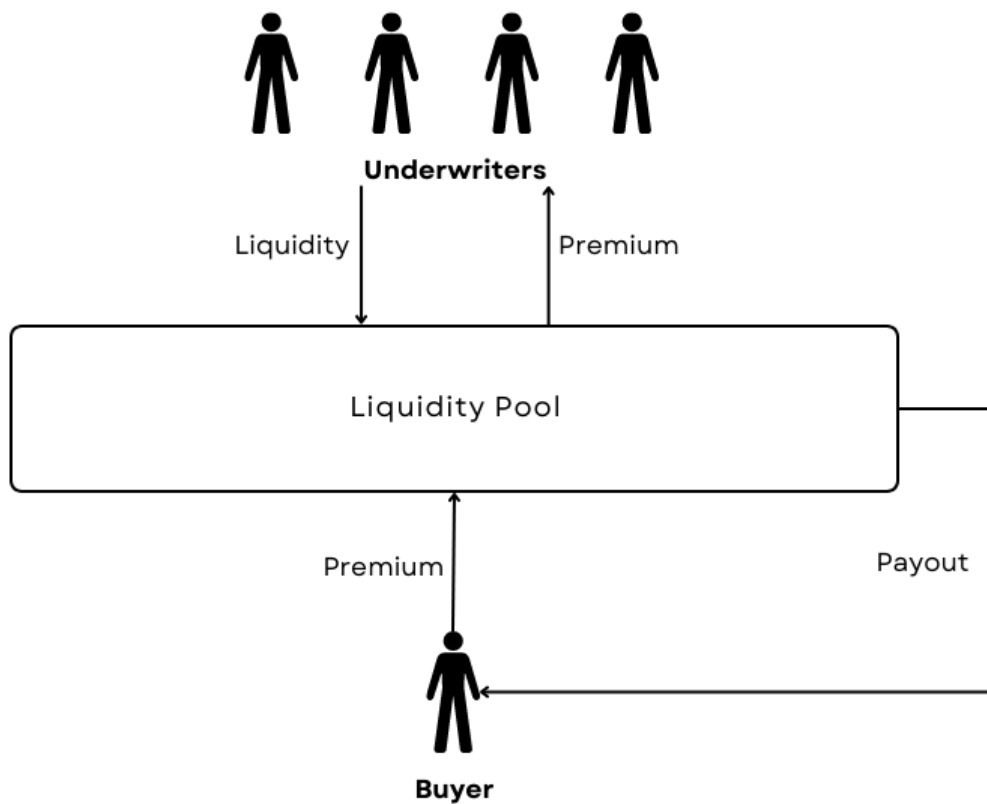 Underwriters
Liquidity
Premium
Liquidity Pool
Premium
Payout
Buyer